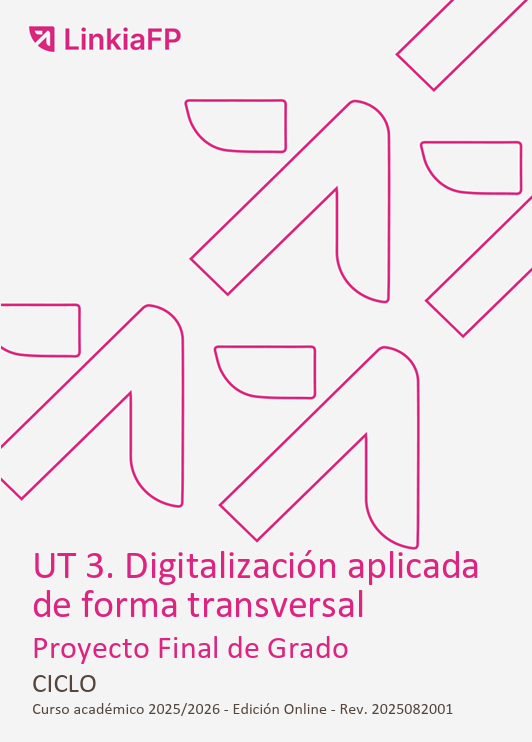 LinkiaFP
UT 3. Digitalización aplicada
de forma transversal
Proyecto Final de Grado
CICLO
Curso académico 2025/2026 - Edición Online - Rev. 2025082001